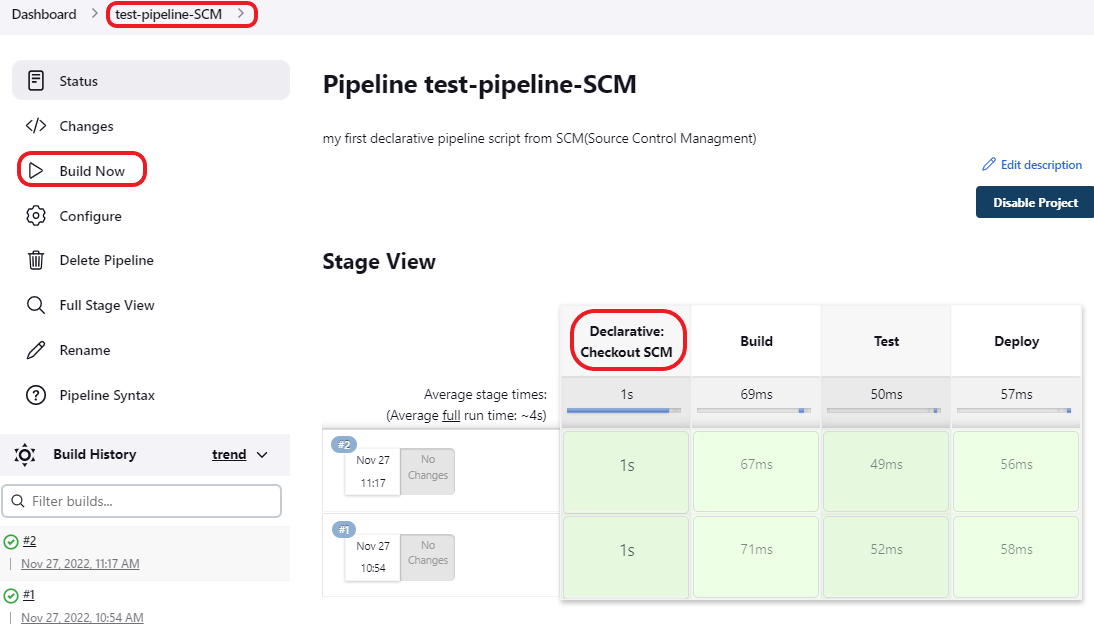 Dashboard
test-pipeline-SCM
Status
Changes
Build Now
Configure
Delete Pipeline
Full Stage View
Rename
Pipeline Syntax
Build History
trend
Filter builds...
#2
Nov 27, 2022, 11:17 AM
#1
Nov 27, 2022, 10:54 AM
Pipeline test-pipeline-SCM
my first declarative pipeline script from SCM(Source Control Managment)
Edit description
Disable Project
Stage View
Declarative:
Checkout SCM
Build
Test
Deploy
Average stage times:
(Average full run time: ~4s)
1s
69ms
50ms
57ms
#2
Nov 27
11:17
No
Changes
1s
67ms
49ms
56ms
#1
Nov 27
10:54
No
Changes
1s
71ms
52ms
58ms